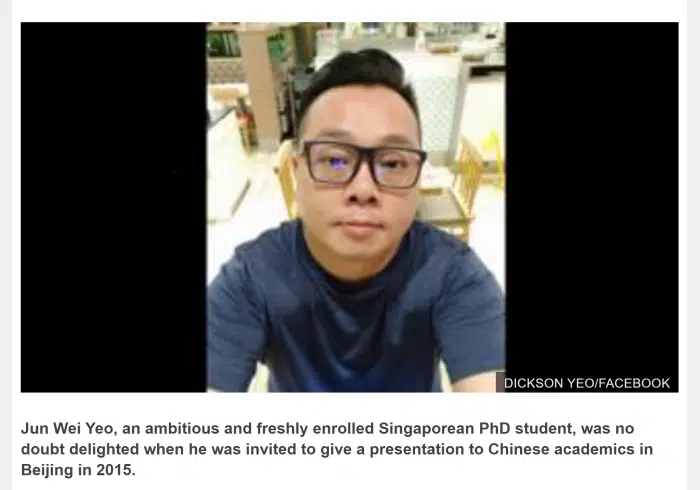 DICKSON YEO/FACEBOOK
Jun Wei Yeo, an ambitious and freshly enrolled Singaporean PhD student, was no
doubt delighted when he was invited to give a presentation to Chinese academics in
Beijing in 2015.